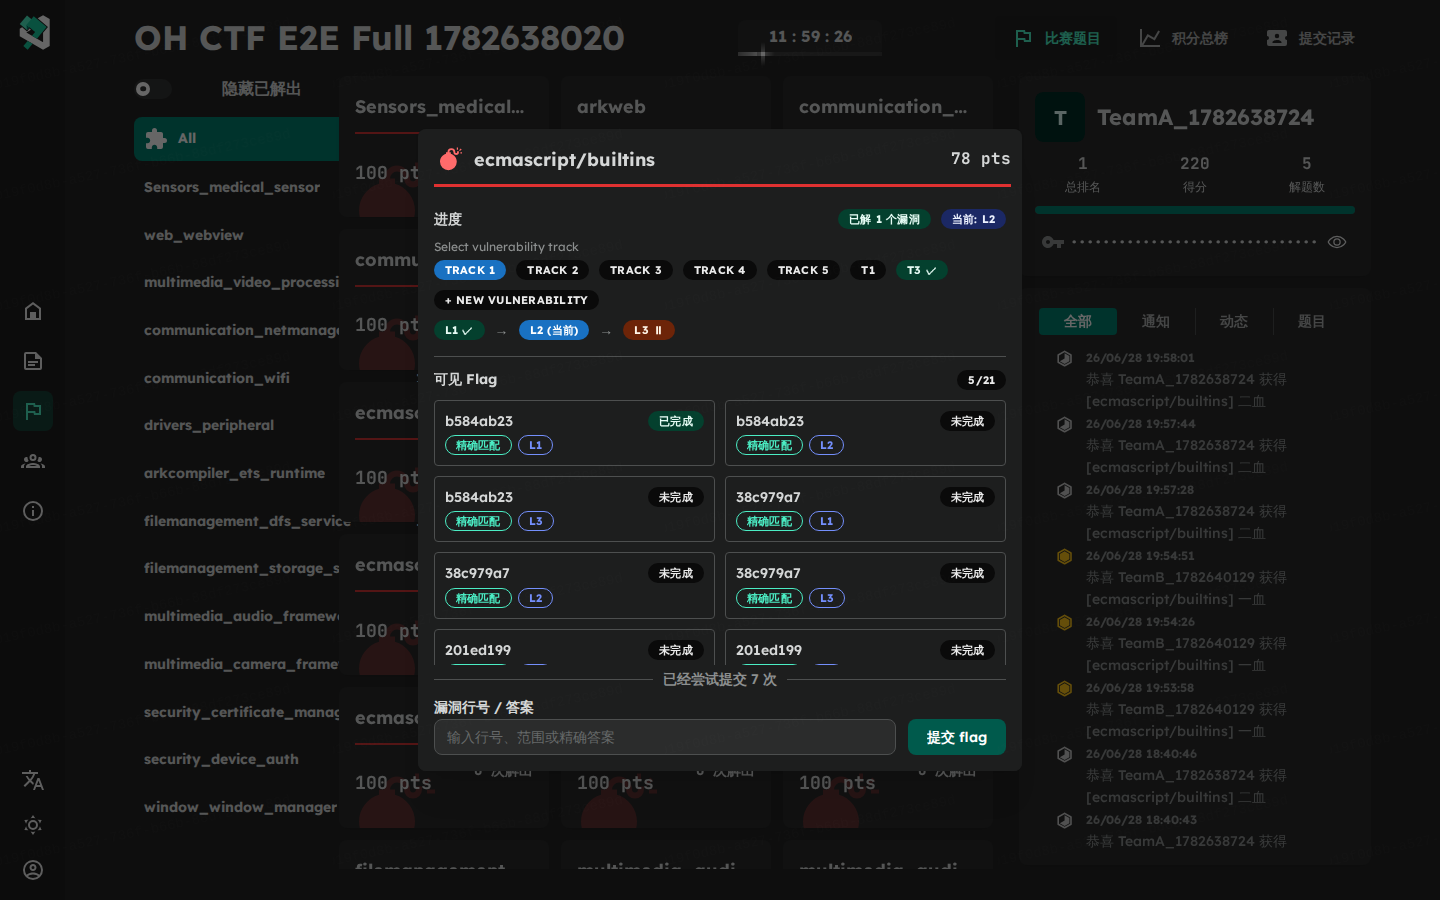 OH CTF E2E Full 1782638020
11 : 59 : 26
比赛题目
积分总榜
提交记录
隐藏已解出
All
Sensors_medical_sensor
web_webview
multimedia_video_processi
communication_netmanage
communication_wifi
drivers_peripheral
arkcompiler_ets_runtime
filemanagement_dfs_service
filemanagement_storage_s
multimedia_audio_framew
multimedia_camera_frame
security_certificate_manag
security_device_auth
window_window_manager
Sensors_medical...
arkweb
communication_...
100 pt
commu
100 pt
ecmasc
100 pt
ecmasc
100 pt
ecmasc
100 pts
100 pts
100 pts
ecmascript/builtins
78 pts
进度
已解 1 个漏洞
当前: L2
Select vulnerability track
TRACK 1
TRACK 2
TRACK 3
TRACK 4
TRACK 5
T1
T3 ✓
+ NEW VULNERABILITY
L1 ✓
→
L2 (当前)
→
L3 ⏸
可见 Flag
5/21
b584ab23
已完成
精确匹配
L1
b584ab23
未完成
精确匹配
L2
b584ab23
未完成
精确匹配
L3
38c979a7
未完成
精确匹配
L1
38c979a7
未完成
精确匹配
L2
38c979a7
未完成
精确匹配
L3
201ed199
未完成
201ed199
未完成
已经尝试提交 7 次
漏洞行号 / 答案
输入行号、范围或精确答案
提交 flag
T
TeamA_1782638724
1
220
5
总排名
得分
解题数
全部
通知
动态
题目
26/06/28 19:58:01
恭喜 TeamA_1782638724 获得
[ecmascript/builtins] 二血
26/06/28 19:57:44
恭喜 TeamA_1782638724 获得
[ecmascript/builtins] 二血
26/06/28 19:57:28
恭喜 TeamA_1782638724 获得
[ecmascript/builtins] 二血
26/06/28 19:54:51
恭喜 TeamB_1782640129 获得
[ecmascript/builtins] 一血
26/06/28 19:54:26
恭喜 TeamB_1782640129 获得
[ecmascript/builtins] 一血
26/06/28 19:53:58
恭喜 TeamB_1782640129 获得
[ecmascript/builtins] 一血
26/06/28 18:40:46
恭喜 TeamA_1782638724 获得
[ecmascript/builtins] 二血
26/06/28 18:40:43
恭喜 TeamA_1782638724 获得